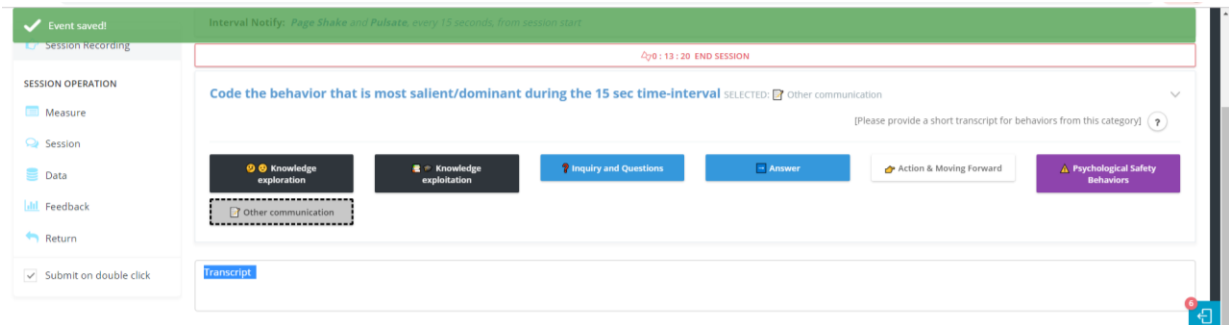 Event saved!
Interval Notify: Page Shake and Pulsate, every 15 seconds, from session start
Session Recording
0 : 13 : 20 END SESSION
SESSION OPERATION
Measure
Session
Data
Feedback
Return
Submit on double click
Code the behavior that is most salient/dominant during the 15 sec time-interval SELECTED: Other communication
[Please provide a short transcript for behaviors from this category] ?
Knowledge
exploration
Knowledge
exploitation
Inquiry and Questions
Answer
Action & Moving Forward
Psychological Safety
Behaviors
Other communication
Transcript
6